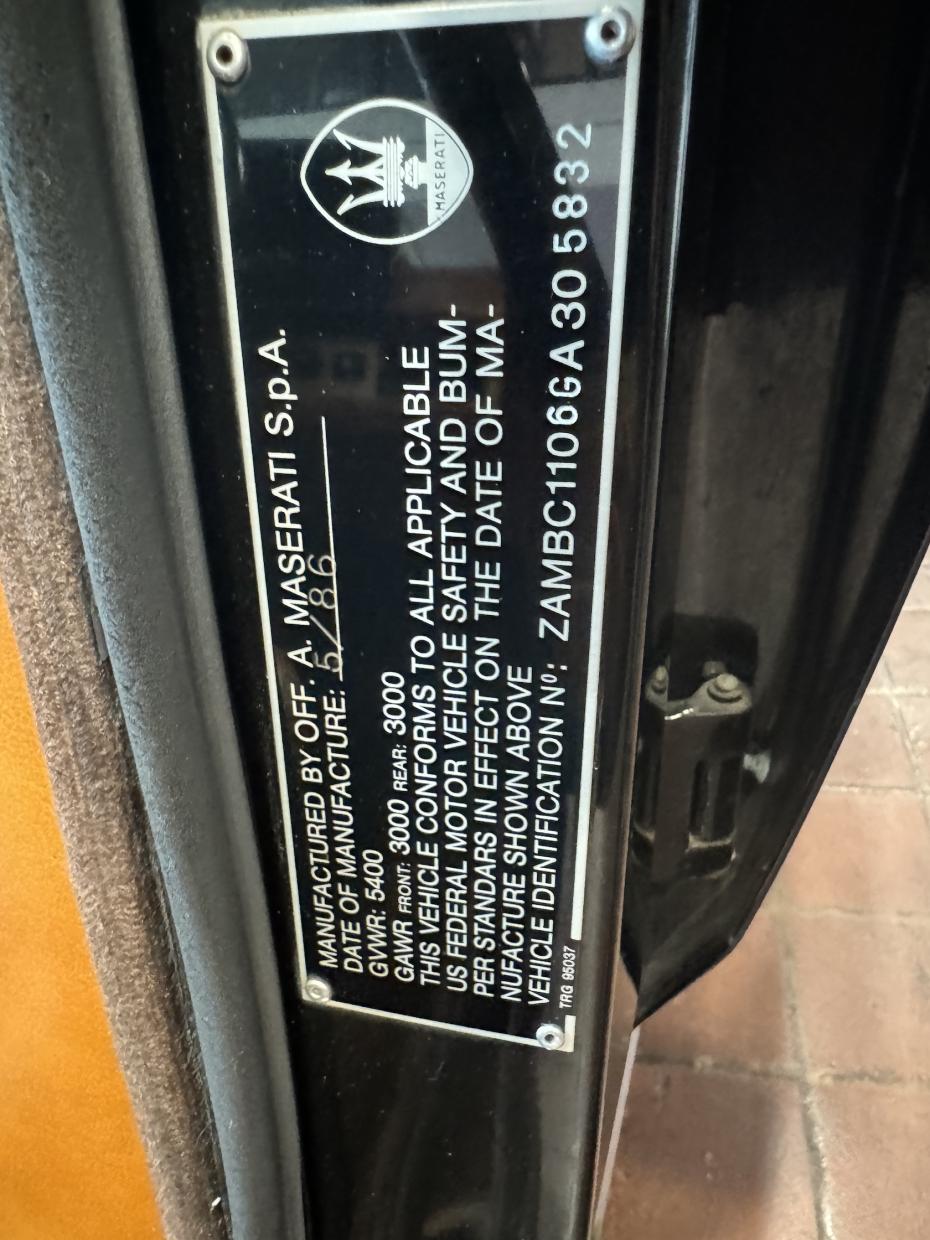 MASERATI
MANUFACTURED BY OFF. A. MASERATI S.p.A.
DATE OF MANUFACTURE: 5/86
GVWR: 5400
GAWR FRONT: 3000 REAR: 3000
THIS VEHICLE CONFORMS TO ALL APPLICABLE
US FEDERAL MOTOR VEHICLE SAFETY AND BUM-
PER STANDARS IN EFFECT ON THE DATE OF MA-
NUFACTURE SHOWN ABOVE
VEHICLE IDENTIFICATION Nº: ZAMBC1106GA305832
TRG 95037